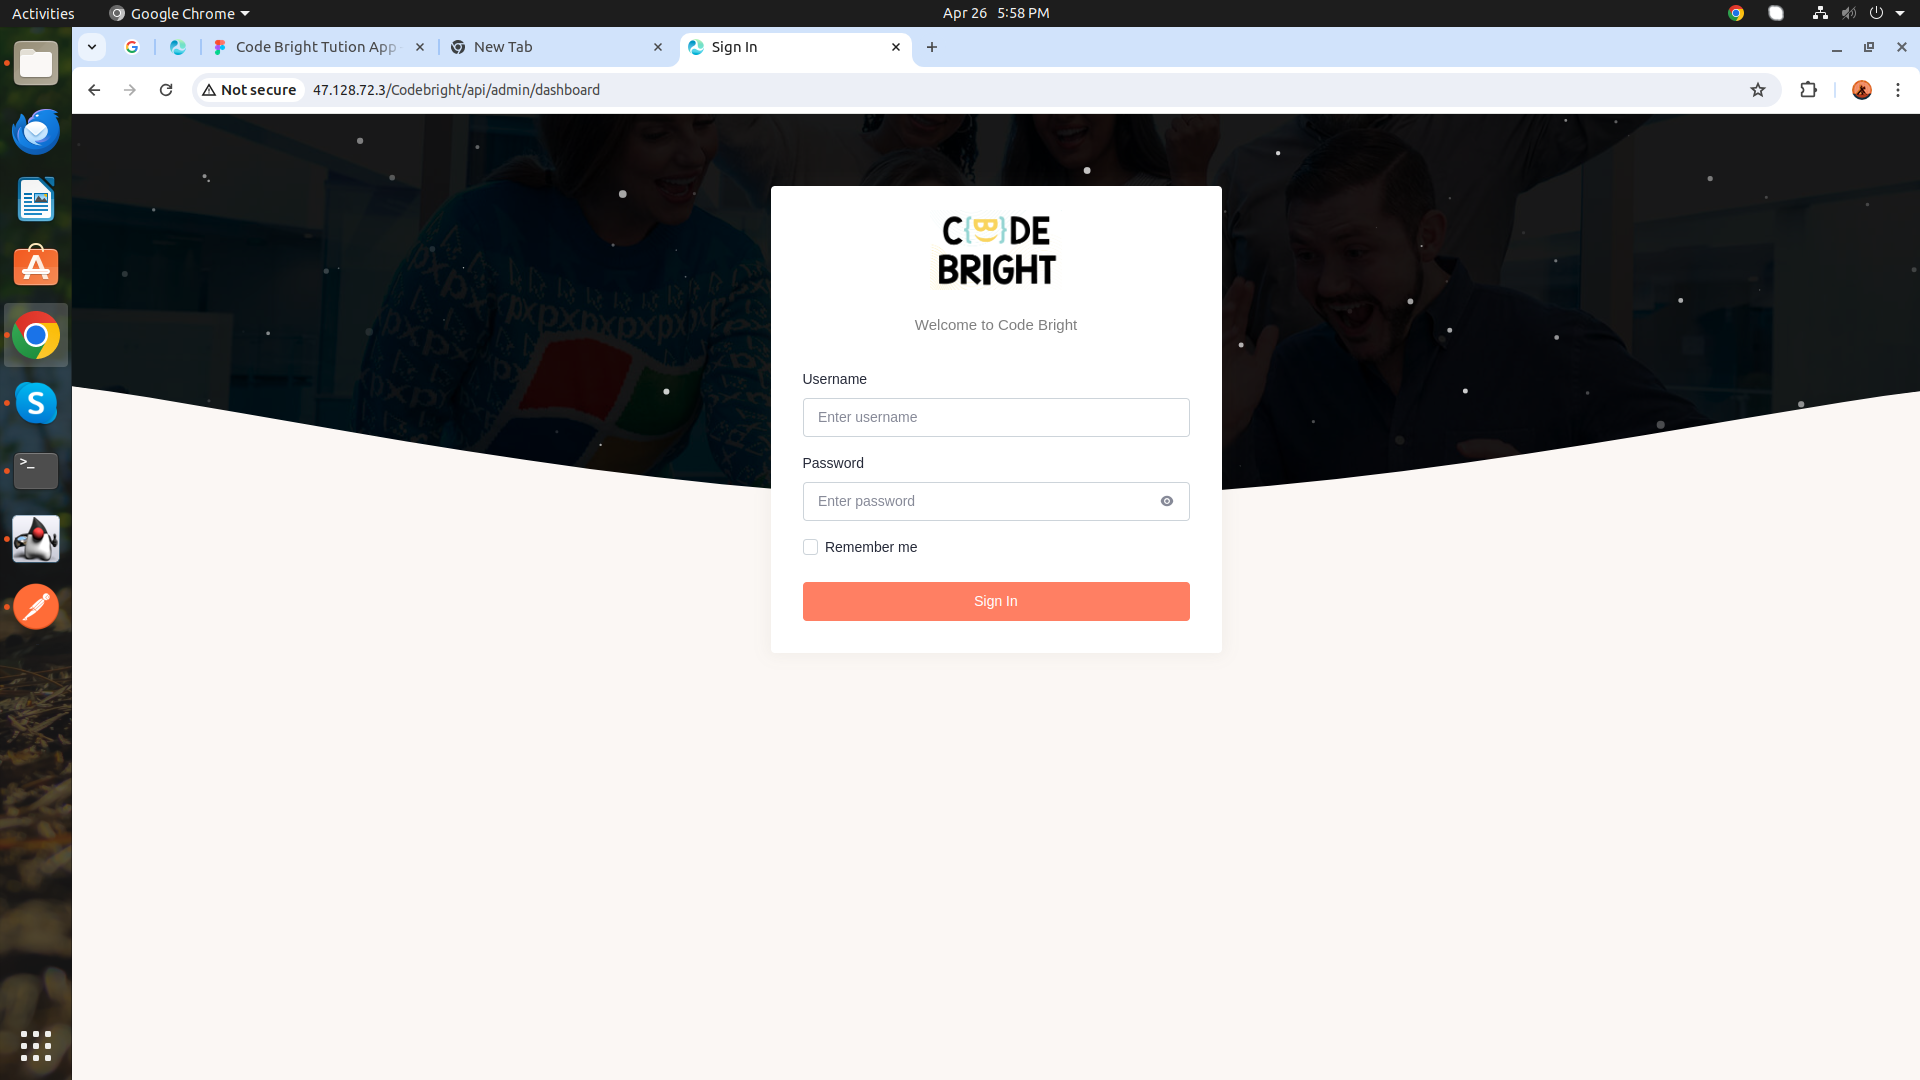 Activities
Google Chrome
Apr 26 5:58 PM
Code Bright Tution App
New Tab
Sign In
Not secure
47.128.72.3/Codebright/api/admin/dashboard
C{B}DE
BRIGHT
Welcome to Code Bright
Username
Enter username
Password
Enter password
Remember me
Sign In